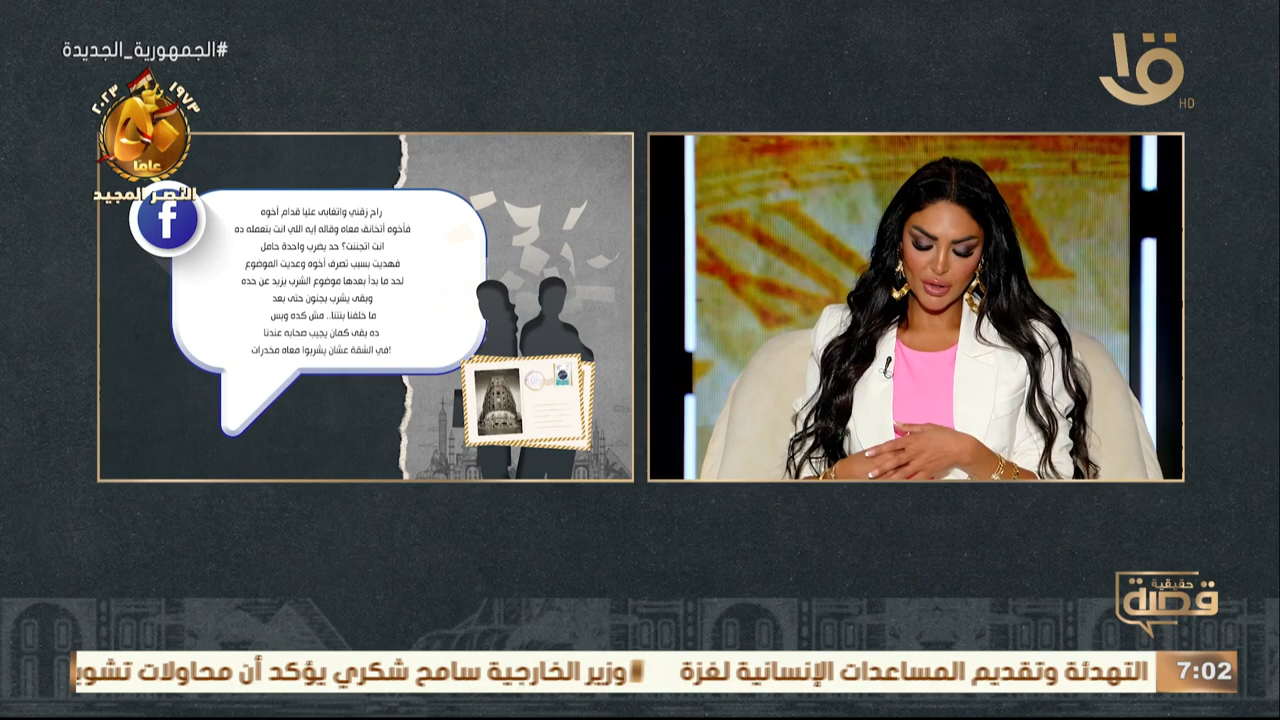 #الجمهورية_الجديدة
HD
١٩٧٣
٢٠٢٣
٥٠
عامًا
النصر المجيد
f
راح زقني واتغابى عليا قدام أخوه
فأخوه أتخانق معاه وقاله إيه اللي انت بتعمله ده
انت اتجننت؟ حد يضرب واحدة حامل
فهديت بسبب تصرف أخوه وعديت الموضوع
لحد ما بدأ بعدها موضوع الشرب يزيد عن حده
وبقى يشرب بجنون حتى بعد
ما خلفنا بنتنا.. مش كده وبس
ده بقى كمان يجيب صحابه عندنا
في الشقة عشان يشربوا معاه مخدرات!
قصة
حقيقية
التهدئة وتقديم المساعدات الإنسانية لغزة وزير الخارجية سامح شكري يؤكد أن محاولات تشوي
7:02